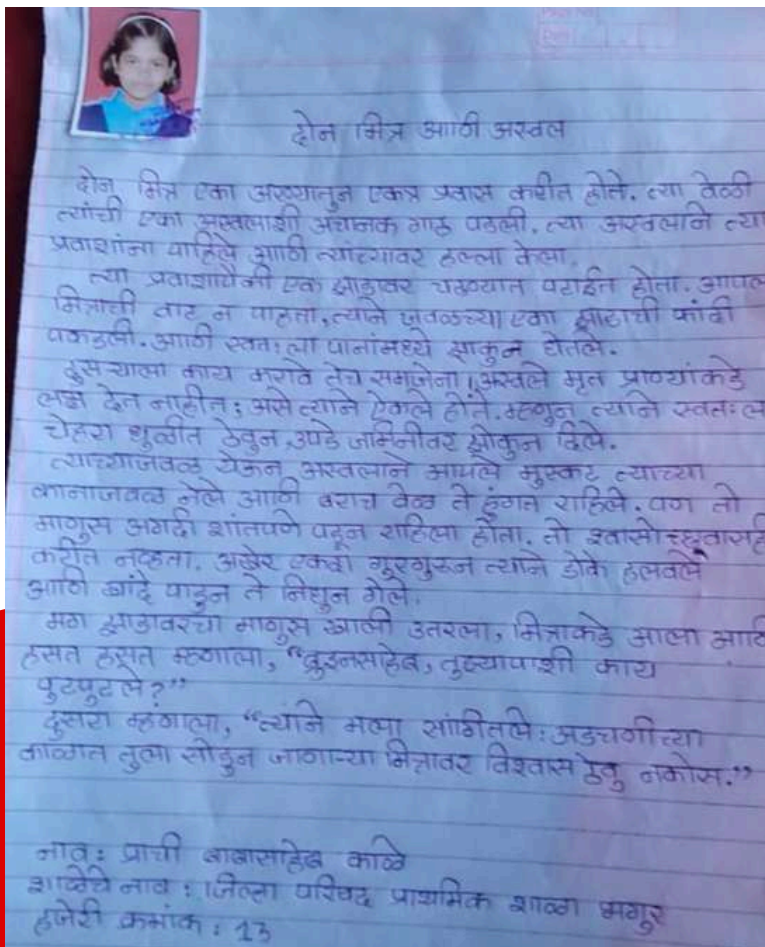 दोन मित्र आणि अस्वल
दोन मित्र एका अरण्यातुन एकत्र प्रवास करीत होते. त्या वेळी
त्यांची एका अस्वलाशी अचानक गाठ पडली. त्या अस्वलाने त्या
प्रवाशांना पाहिले आणि त्यांच्यावर हल्ला केला.
त्या प्रवाशांपैकी एक झाडावर चढण्यात पटाईत होता. आपल
मित्राची वाट न पाहता, त्याने जवळच्या एका झाडाची फांदी
पकडली. आणि स्वतःला पानांमध्ये झाकुन घेतले.
दुसऱ्याला काय करावे तेच समजेना। अस्वले मृत प्राण्यांकडे
लक्ष देत नाहीत; असे त्याने ऐकले होते. म्हणुन त्याने स्वतःल
चेहरा धुळीत ठेवुन उपडे जमिनीवर झोकुन दिले.
त्याच्याजवळ येऊन अस्वलाने आपले मुस्कट त्याच्या
कानाजवळ नेले आणि बराच वेळ ते हुंगत राहिले. पण तो
माणुस अगदी शांतपणे पडून राहिला होता. तो श्वासोच्छ्वासह
करीत नव्हता. अखेर एकदा गुरगुरून त्याने डोके हलवले
आणि खांदे पाडुन ते निघुन गेले.
मग झाडावरचा माणुस खाली उतरला, मित्राकडे आला आणि
हसत हसत म्हणाला, “ब्रुइनसाहेब, तुझ्यापाशी काय
पुटपुटले?”
दुसरा म्हणाला, “त्याने मला सांगीतले: अडचणीच्या
काळात तुला सोडुन जाणाऱ्या मित्रावर विश्वास ठेवु नकोस.”
नाव: प्राची बाबासाहेब काळे
शाळेचे नाव : जिल्हा परिषद प्राथमिक शाळा भगुर
हजेरी क्रमांक : 13